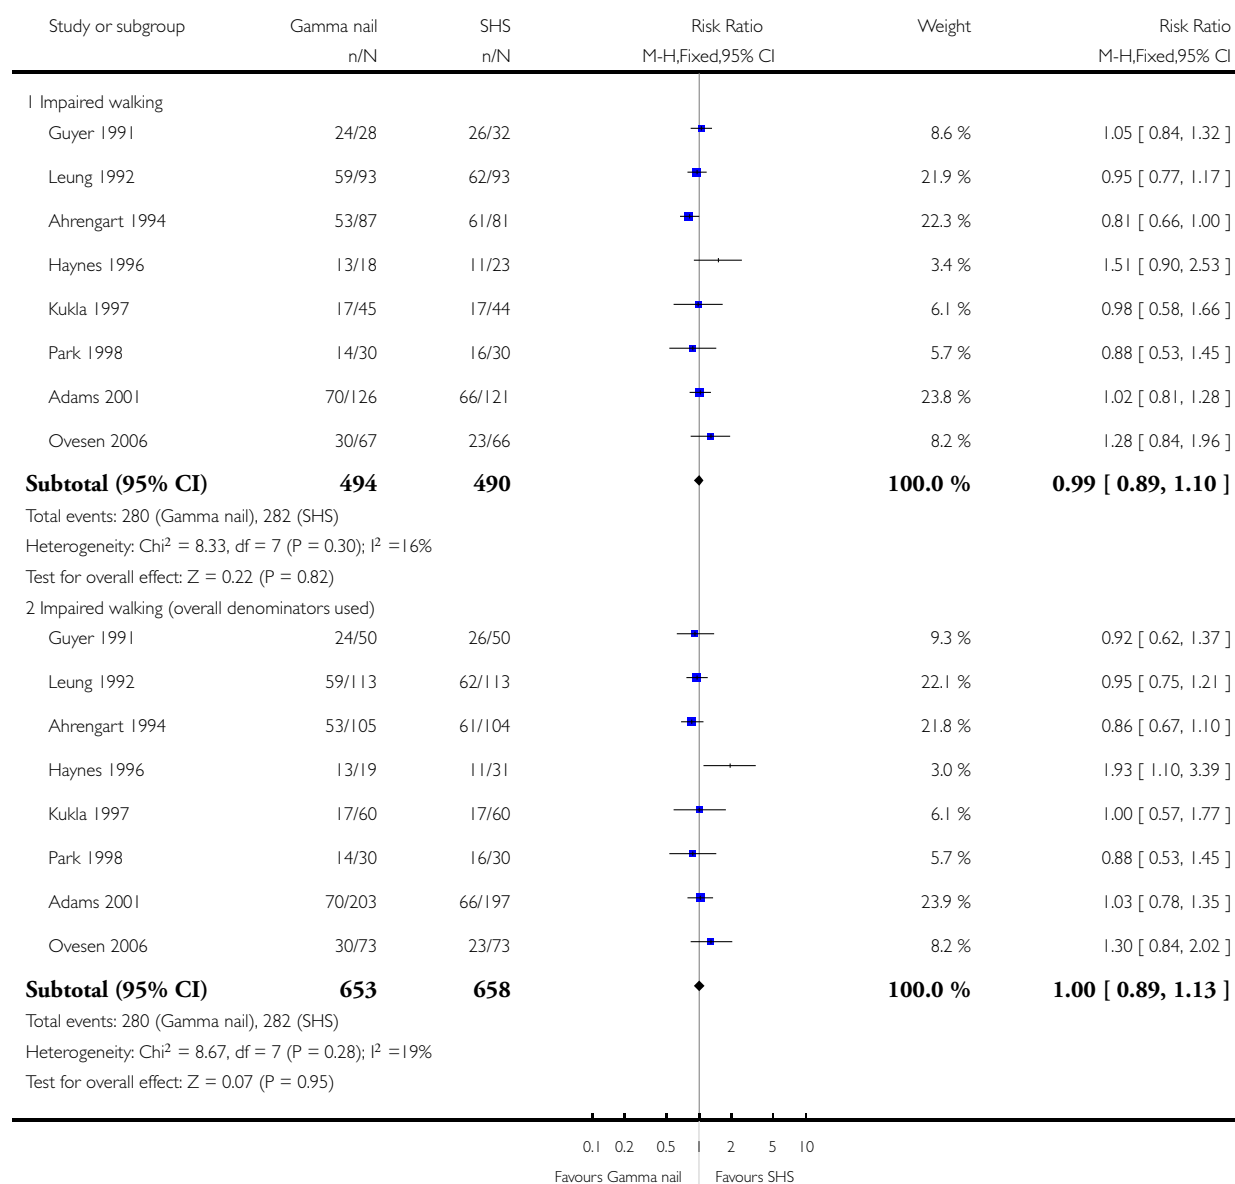 Study or subgroup Gamma nail SHS Risk Ratio Weight Risk Ratio
n/N n/N M-H,Fixed,95% CI M-H,Fixed,95% CI
1 Impaired walking
Guyer 1991 24/28 26/32 8.6 % 1.05 [ 0.84, 1.32 ]
Leung 1992 59/93 62/93 21.9 % 0.95 [ 0.77, 1.17 ]
Ahrengart 1994 53/87 61/81 22.3 % 0.81 [ 0.66, 1.00 ]
Haynes 1996 13/18 11/23 3.4 % 1.51 [ 0.90, 2.53 ]
Kukla 1997 17/45 17/44 6.1 % 0.98 [ 0.58, 1.66 ]
Park 1998 14/30 16/30 5.7 % 0.88 [ 0.53, 1.45 ]
Adams 2001 70/126 66/121 23.8 % 1.02 [ 0.81, 1.28 ]
Ovesen 2006 30/67 23/66 8.2 % 1.28 [ 0.84, 1.96 ]
Subtotal (95% CI) 494 490 100.0 % 0.99 [ 0.89, 1.10 ]
Total events: 280 (Gamma nail), 282 (SHS)
Heterogeneity: Chi² = 8.33, df = 7 (P = 0.30); I² =16%
Test for overall effect: Z = 0.22 (P = 0.82)
2 Impaired walking (overall denominators used)
Guyer 1991 24/50 26/50 9.3 % 0.92 [ 0.62, 1.37 ]
Leung 1992 59/113 62/113 22.1 % 0.95 [ 0.75, 1.21 ]
Ahrengart 1994 53/105 61/104 21.8 % 0.86 [ 0.67, 1.10 ]
Haynes 1996 13/19 11/31 3.0 % 1.93 [ 1.10, 3.39 ]
Kukla 1997 17/60 17/60 6.1 % 1.00 [ 0.57, 1.77 ]
Park 1998 14/30 16/30 5.7 % 0.88 [ 0.53, 1.45 ]
Adams 2001 70/203 66/197 23.9 % 1.03 [ 0.78, 1.35 ]
Ovesen 2006 30/73 23/73 8.2 % 1.30 [ 0.84, 2.02 ]
Subtotal (95% CI) 653 658 100.0 % 1.00 [ 0.89, 1.13 ]
Total events: 280 (Gamma nail), 282 (SHS)
Heterogeneity: Chi² = 8.67, df = 7 (P = 0.28); I² =19%
Test for overall effect: Z = 0.07 (P = 0.95)
0.1 0.2 0.5 1 2 5 10
Favours Gamma nail Favours SHS